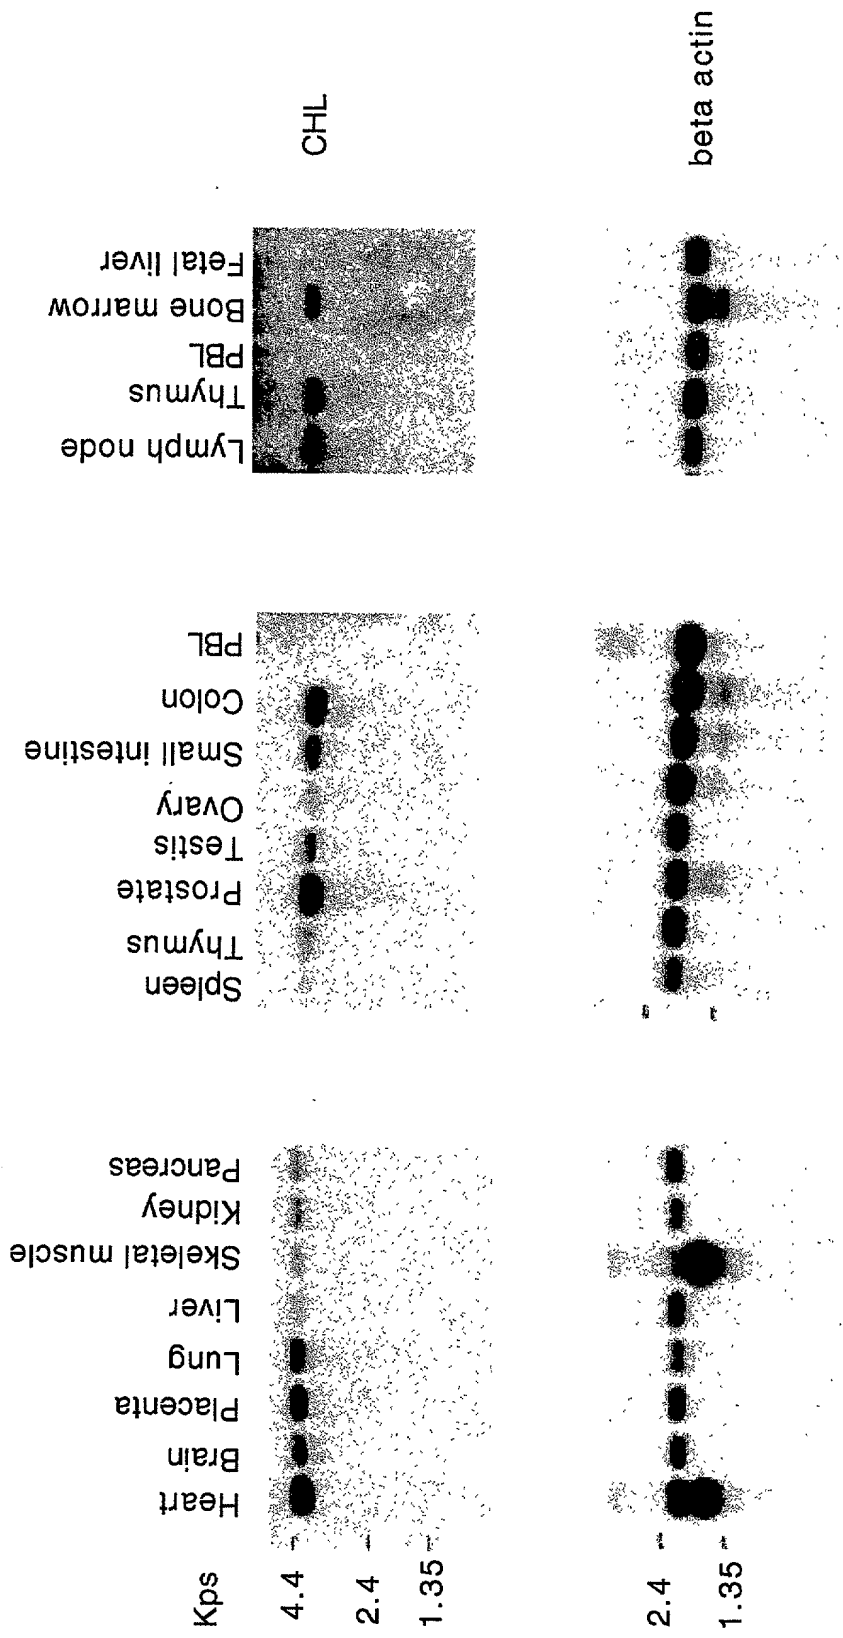 Heart
Brain
Placenta
Lung
Liver
Skeletal muscle
Kidney
Pancreas
Spleen
Thymus
Prostate
Testis
Ovary
Small intestine
Colon
PBL
Lymph node
Thymus
PBL
Bone marrow
Fetal liver
Kps
4.4
2.4
1.35
CHL
2.4
1.35
beta actin